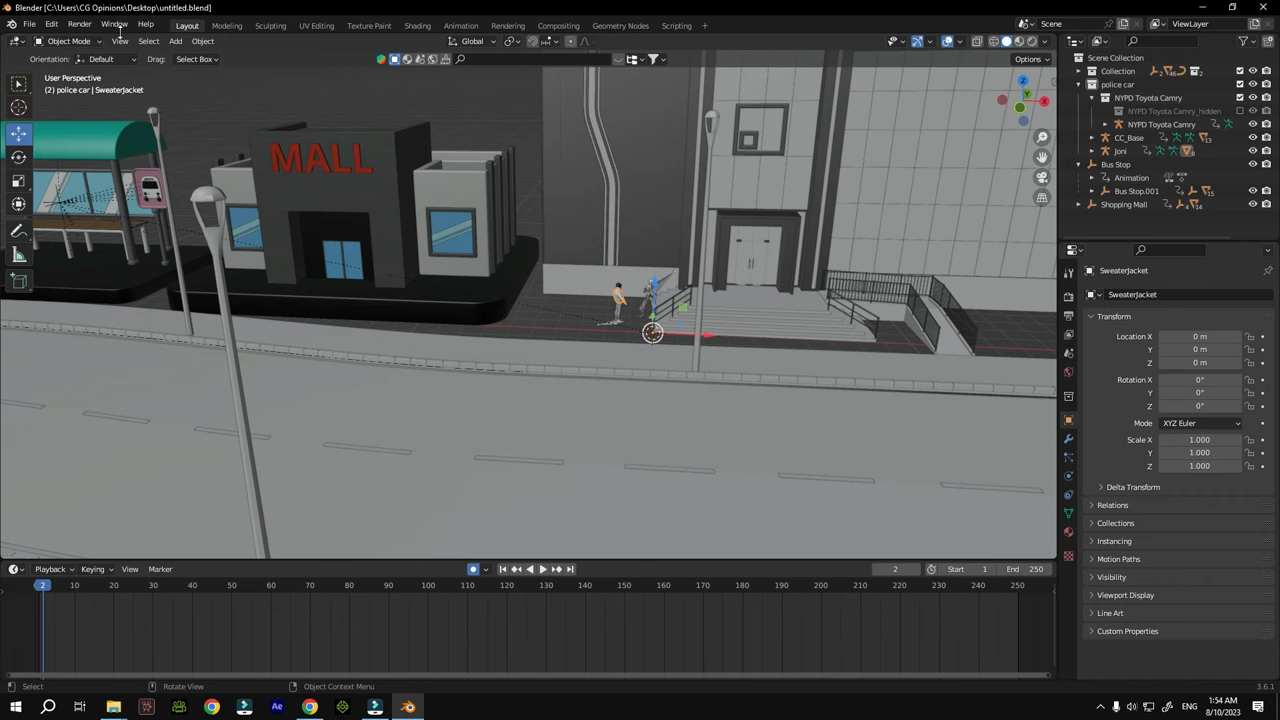 Blender [C:\Users\CG Opinions\Desktop\untitled.blend]
File Edit Render Window Help Layout Modeling Sculpting UV Editing Texture Paint Shading Animation Rendering Compositing Geometry Nodes Scripting + Scene ViewLayer
Object Mode View Select Add Object Global
Orientation: Default Drag: Select Box Options
User Perspective
(2) police car | SweaterJacket
MALL
Z
Y
X
Scene Collection
Collection
police car
NYPD Toyota Camry
NYPD Toyota Camry_hidden
NYPD Toyota Camry
CC_Base
Joni
Bus Stop
Animation
Bus Stop.001
Shopping Mall
SweaterJacket
SweaterJacket
Transform
Location X 0 m
Y 0 m
Z 0 m
Rotation X 0°
Y 0°
Z 0°
Mode XYZ Euler
Scale X 1.000
Y 1.000
Z 1.000
Delta Transform
Relations
Collections
Instancing
Motion Paths
Visibility
Viewport Display
Line Art
Custom Properties
Playback Keying View Marker 2 Start 1 End 250
2 10 20 30 40 50 60 70 80 90 100 110 120 130 140 150 160 170 180 190 200 210 220 230 240 250
Select Rotate View Object Context Menu 3.6.1
Ae ENG 1:54 AM
8/10/2023